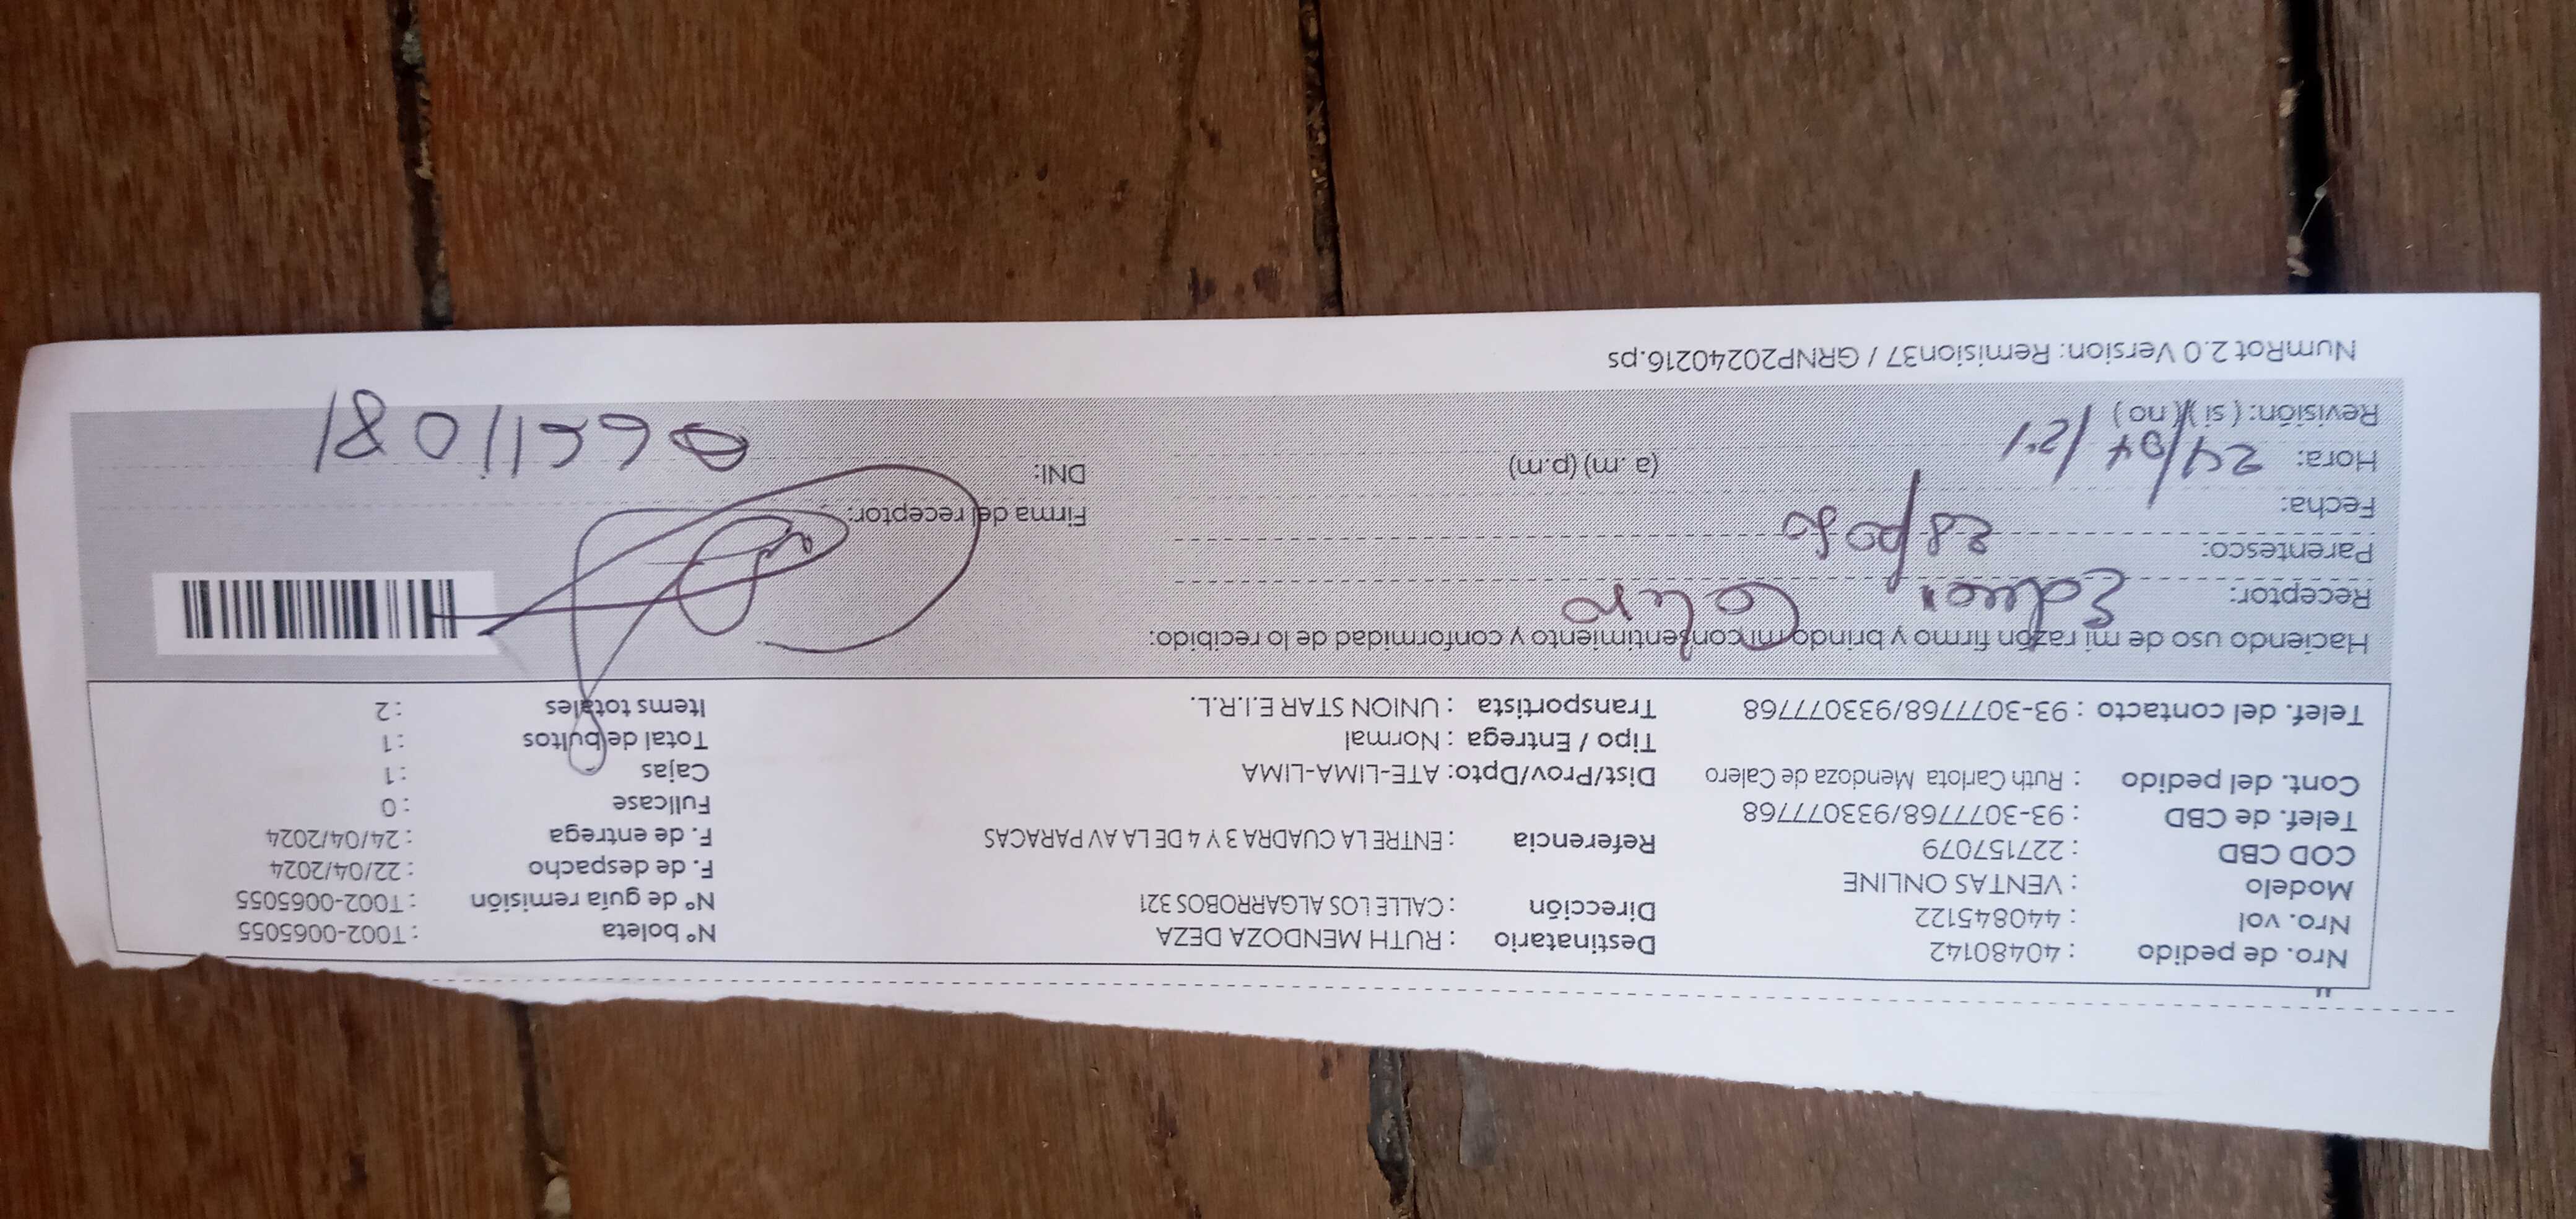 Nro. de pedido : 40480142 Destinatario : RUTH MENDOZA DEZA N° boleta : T002-0065055
Nro. vol : 440845122 Dirección : CALLE LOS ALGARROBOS 321 N° de guía remisión : T002-0065055
Modelo : VENTAS ONLINE F. de despacho : 22/04/2024
COD CBD : 227157079 Referencia : ENTRE LA CUADRA 3 Y 4 DE LA AV PARACAS F. de entrega : 24/04/2024
Telef. de CBD : 93-3077768/933077768 Fullcase : 0
Cont. del pedido : Ruth Carlota Mendoza de Calero Dist/Prov/Dpto: ATE-LIMA-LIMA Cajas : 1
Tipo / Entrega : Normal Total de bultos : 1
Telef. del contacto : 93-3077768/933077768 Transportista : UNION STAR E.I.R.L. Items totales : 2
Haciendo uso de mi razón firmo y brindo mi consentimiento y conformidad de lo recibido:
Receptor: Calero
Parentesco: esposo
Fecha: Firma del receptor:
Hora: 24/04 (a .m) (p.m) DNI:
Revisión: ( si )( no )
NumRot 2.0 Version: Remision37 / GRNP20240216.ps